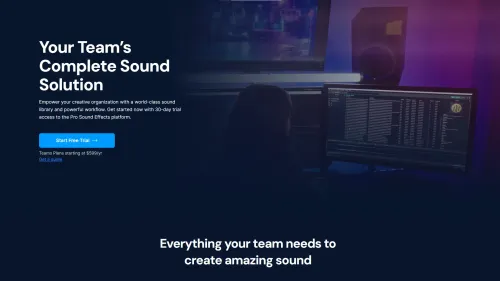 Your Team's
Complete Sound
Solution
Empower your creative organization with a world-class sound
library and powerful workflow. Get started now with 30-day trial
access to the Pro Sound Effects platform.
Start Free Trial →
Teams Plans starting at $599/yr
Get a quote
Everything your team needs to
create amazing sound